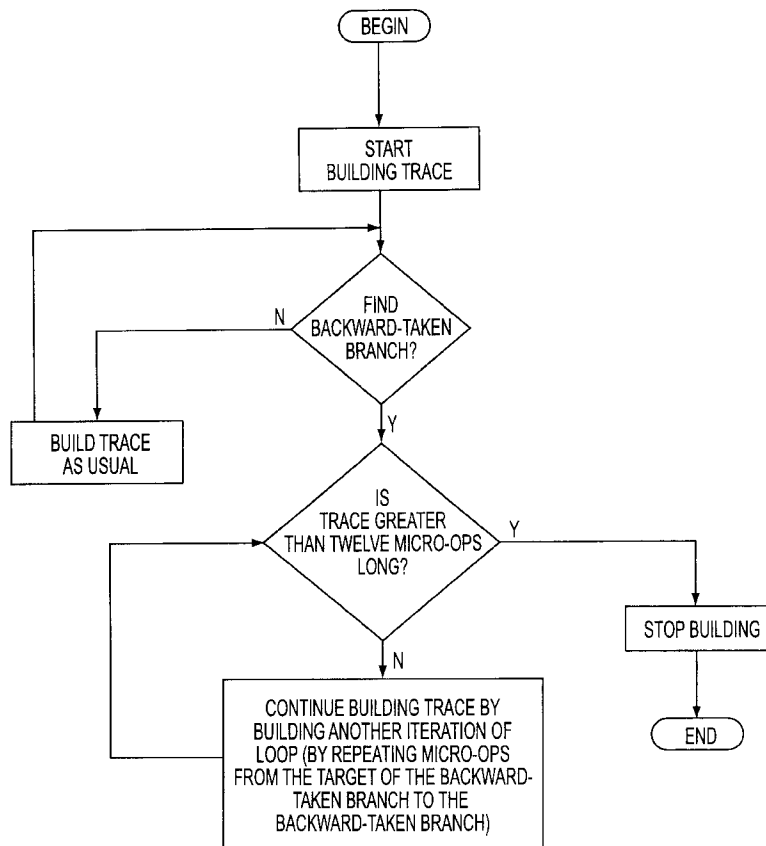 BEGIN
START
BUILDING TRACE
FIND
BACKWARD-TAKEN
BRANCH?
N
Y
BUILD TRACE
AS USUAL
IS
TRACE GREATER
THAN TWELVE MICRO-OPS
LONG?
Y
N
STOP BUILDING
END
CONTINUE BUILDING TRACE BY
BUILDING ANOTHER ITERATION OF
LOOP (BY REPEATING MICRO-OPS
FROM THE TARGET OF THE BACKWARD-
TAKEN BRANCH TO THE
BACKWARD-TAKEN BRANCH)